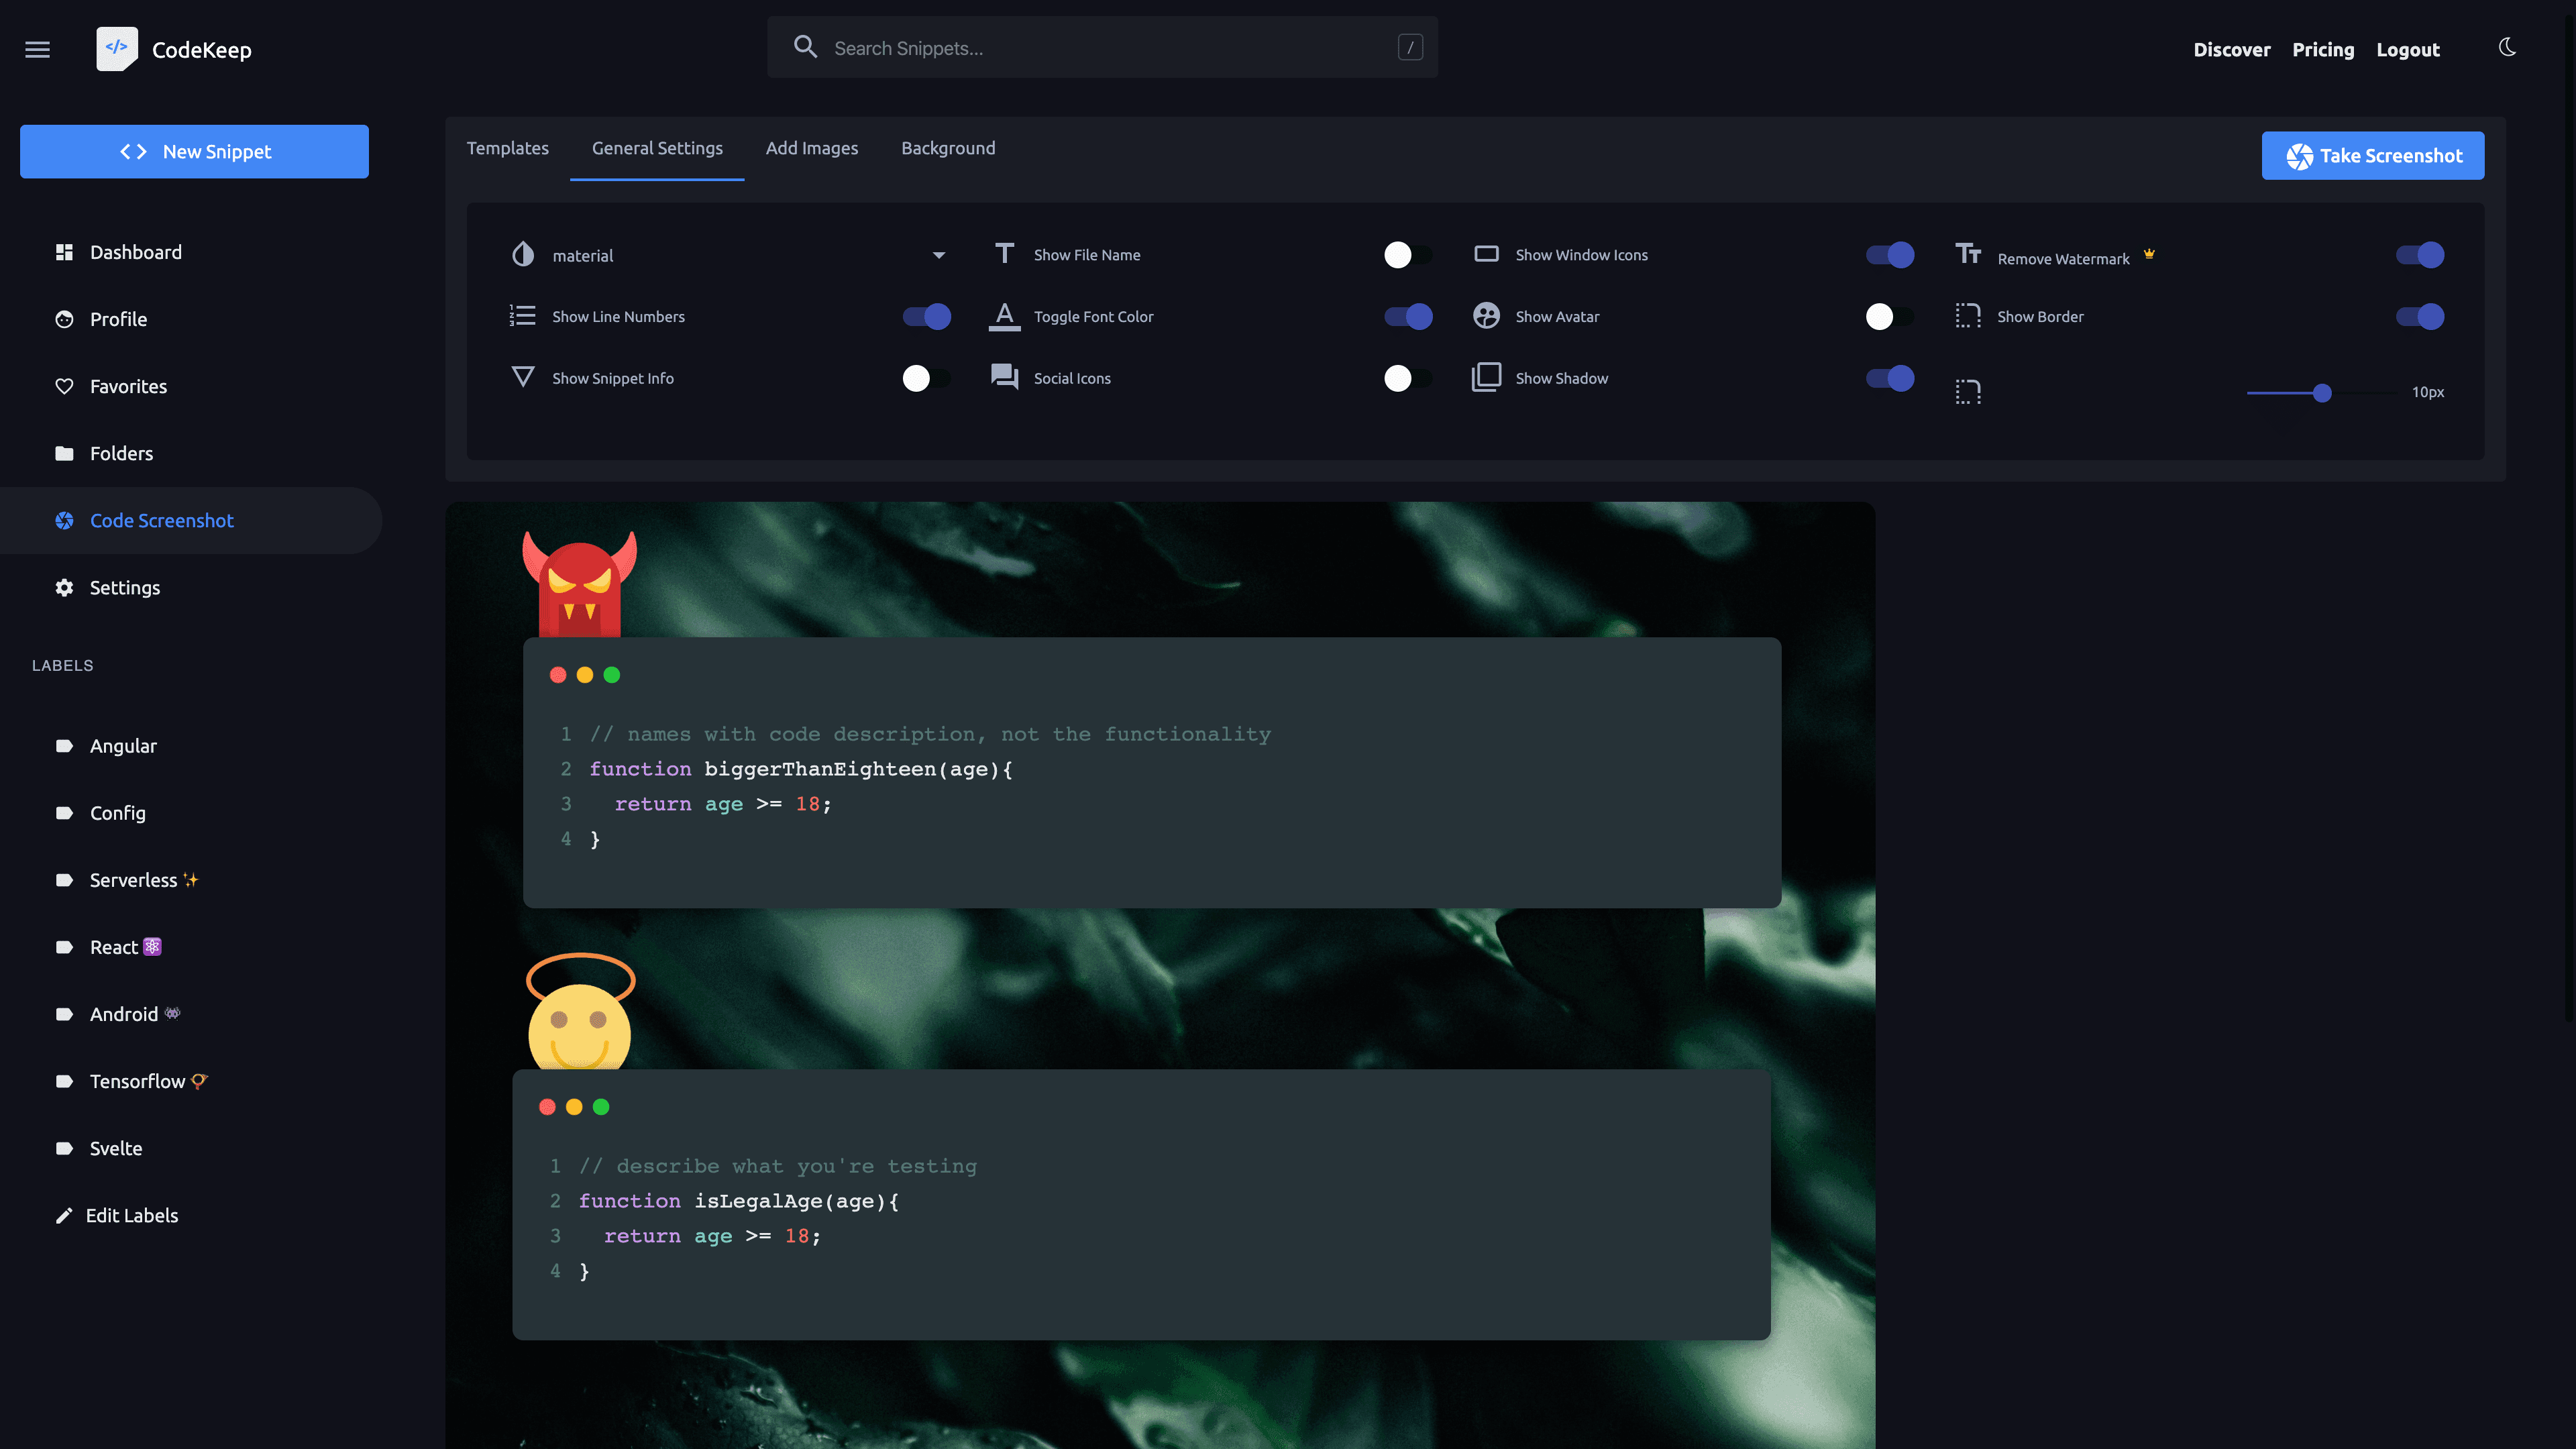 CodeKeep
Search Snippets...
/
Discover Pricing Logout
New Snippet
Dashboard
Profile
Favorites
Folders
Code Screenshot
Settings
LABELS
Angular
Config
Serverless ✨
React ⚛️
Android 👾
Tensorflow
Svelte
Edit Labels
Templates General Settings Add Images Background
Take Screenshot
material Show File Name Show Window Icons Remove Watermark
Show Line Numbers Toggle Font Color Show Avatar Show Border
Show Snippet Info Social Icons Show Shadow 10px
1 // names with code description, not the functionality
2 function biggerThanEighteen(age){
3   return age >= 18;
4 }
1 // describe what you're testing
2 function isLegalAge(age){
3   return age >= 18;
4 }